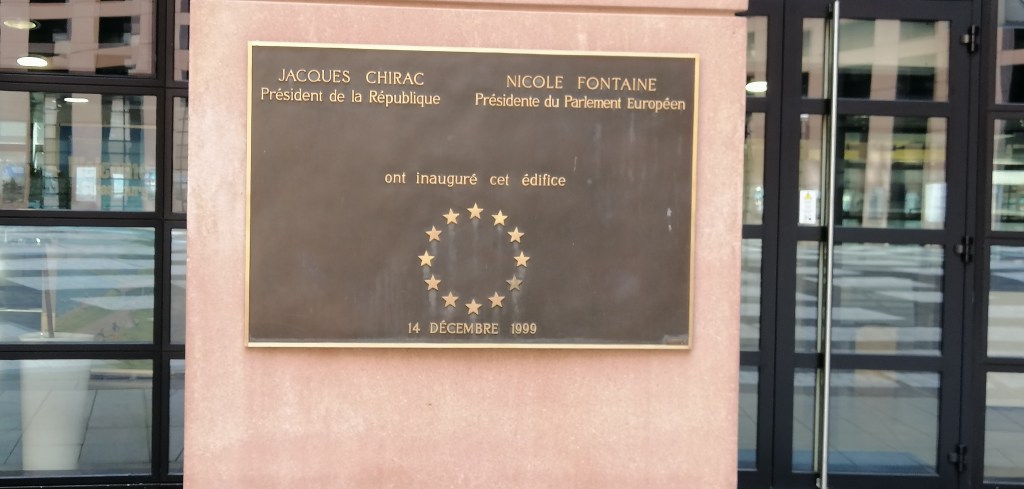 JACQUES CHIRAC
Président de la République
NICOLE FONTAINE
Présidente du Parlement Européen
ont inauguré cet édifice
14 DÉCEMBRE 1999